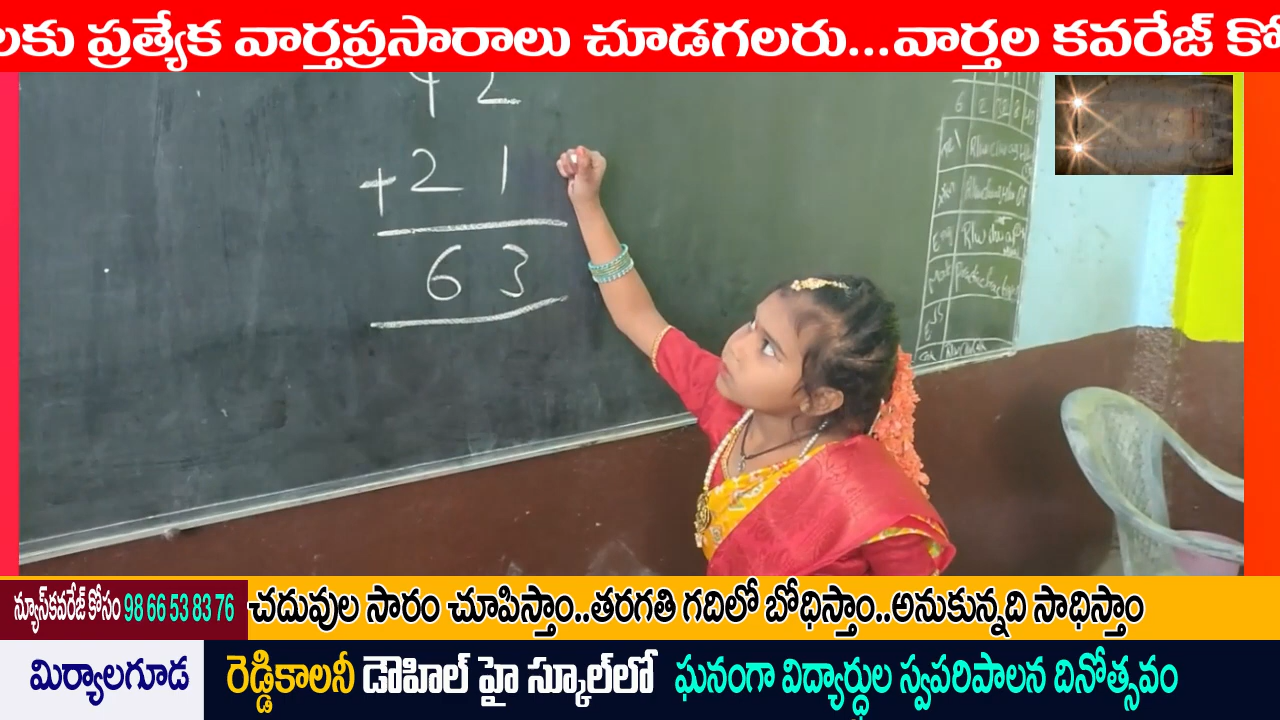 లకు ప్రత్యేక వార్తప్రసారాలు చూడగలరు...వార్తల కవరేజ్ కో
42
+ 21
63
న్యూస్‌కవరేజ్ కోసం 98 66 53 83 76
చదువుల సారం చూపిస్తాం..తరగతి గదిలో బోధిస్తాం..అనుకున్నది సాధిస్తాం
మిర్యాలగూడ రెడ్డికాలనీ డౌహిల్ హై స్కూల్‌లో ఘనంగా విద్యార్ధుల స్వపరిపాలన దినోత్సవం